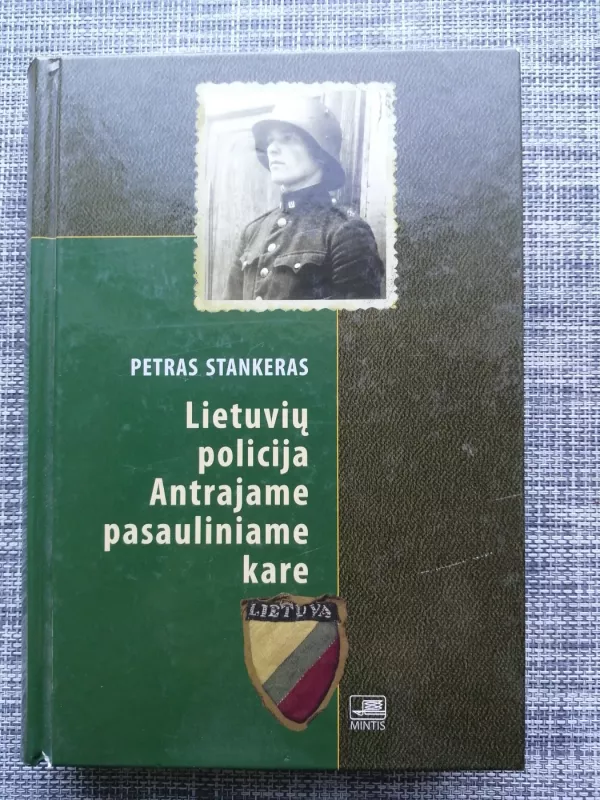 PETRAS STANKERAS
Lietuvių
policija
Antrajame
pasauliniame
kare
LIETUVA
MINTIS